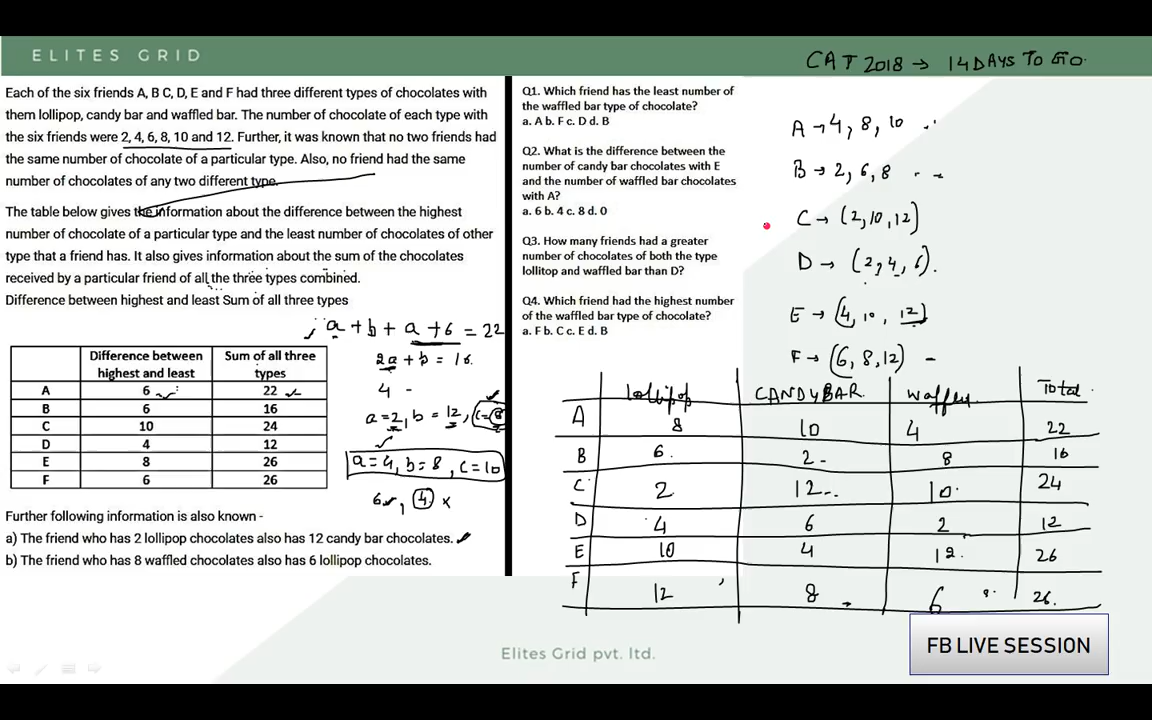 ELITES GRID
CAT 2018 → 14 DAYS TO GO.
Each of the six friends A, B C, D, E and F had three different types of chocolates with
them lollipop, candy bar and waffled bar. The number of chocolate of each type with
the six friends were 2, 4, 6, 8, 10 and 12. Further, it was known that no two friends had
the same number of chocolate of a particular type. Also, no friend had the same
number of chocolates of any two different type.
The table below gives the information about the difference between the highest
number of chocolate of a particular type and the least number of chocolates of other
type that a friend has. It also gives information about the sum of the chocolates
received by a particular friend of all the three types combined.
Difference between highest and least Sum of all three types
a + b + a + 6 = 22
2a + b = 16
4 -
a = 2, b = 12,
a = 4, b = 8, c = 10
6 , 4 x
Difference between highest and least Sum of all three types
A 6 22
B 6 16
C 10 24
D 4 12
E 8 26
F 6 26
Further following information is also known -
a) The friend who has 2 lollipop chocolates also has 12 candy bar chocolates.
b) The friend who has 8 waffled chocolates also has 6 lollipop chocolates.
Q1. Which friend has the least number of
the waffled bar type of chocolate?
a. A b. F c. D d. B
Q2. What is the difference between the
number of candy bar chocolates with E
and the number of waffled bar chocolates
with A?
a. 6 b. 4 c. 8 d. 0
Q3. How many friends had a greater
number of chocolates of both the type
lollitop and waffled bar than D?
Q4. Which friend had the highest number
of the waffled bar type of chocolate?
a. F b. C c. E d. B
A → 4, 8, 10
B → 2, 6, 8
C → (2, 10, 12)
D → (2, 4, 6).
E → (4, 10, 12)
F → (6, 8, 12) -
lollipop CANDY BAR Total
A 8 10 4 22
B 6. 2 - 8 16
C 2 12 10 24
D 4 6 2 12
E 10 4 12 26
F 12 8 6 26.
Elites Grid pvt. ltd.
FB LIVE SESSION